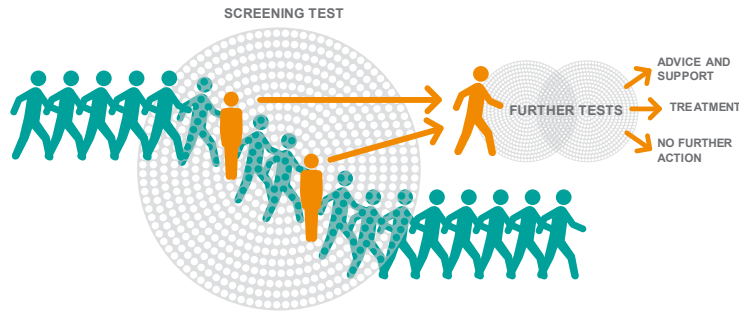 SCREENING TEST
FURTHER TESTS
ADVICE AND
SUPPORT
TREATMENT
NO FURTHER
ACTION